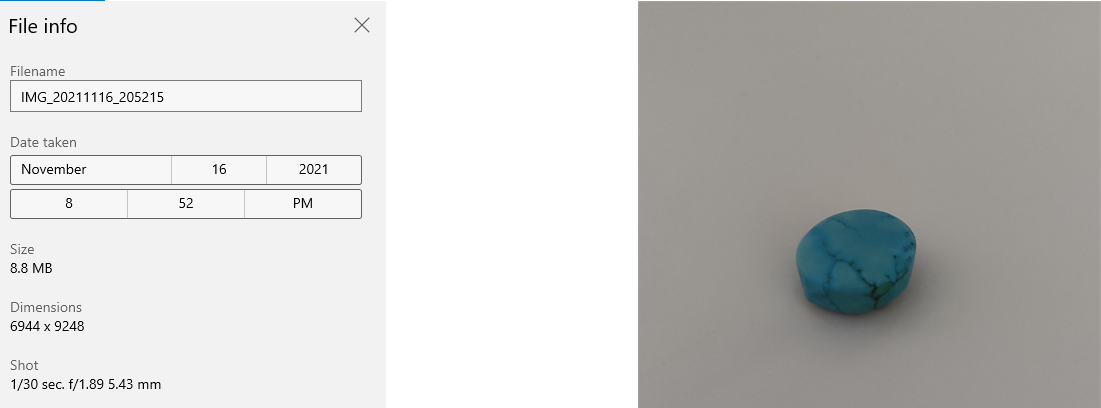 File info
Filename
IMG_20211116_205215
Date taken
November 16 2021
8 52 PM
Size
8.8 MB
Dimensions
6944 x 9248
Shot
1/30 sec. f/1.89 5.43 mm